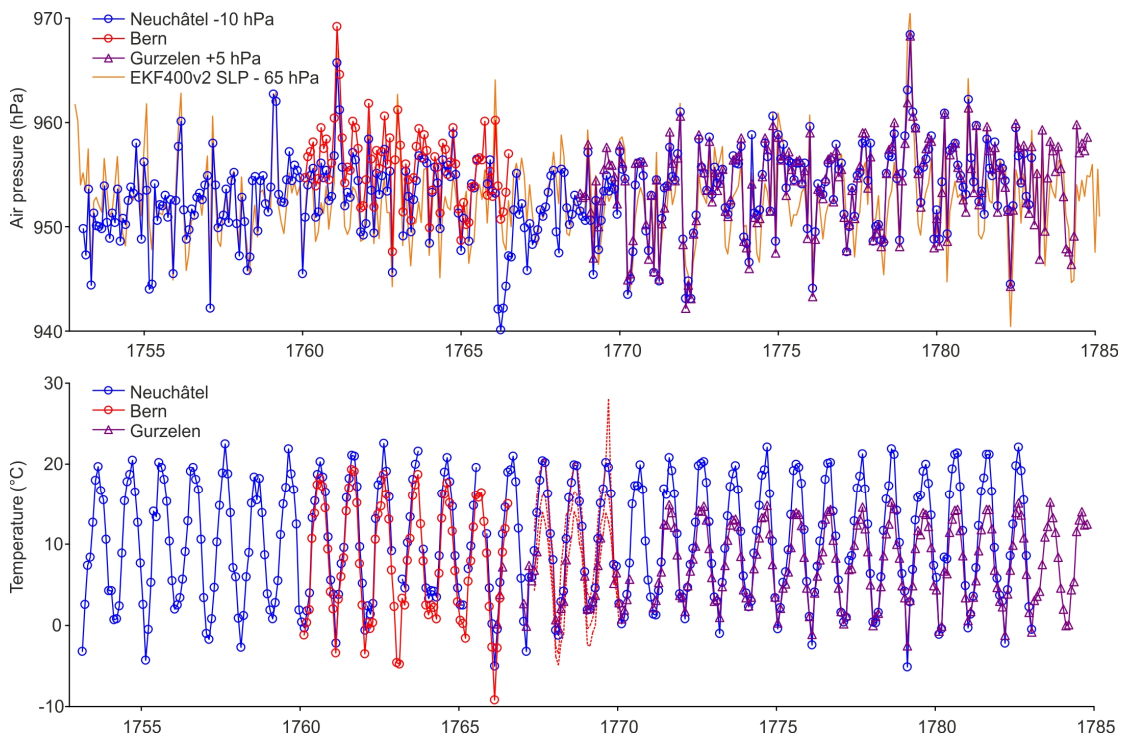 970
960
950
940
Air pressure (hPa)
Neuchâtel -10 hPa
Bern
Gurzelen +5 hPa
EKF400v2 SLP - 65 hPa
1755 1760 1765 1770 1775 1780 1785
30
20
10
0
-10
Temperature (°C)
Neuchâtel
Bern
Gurzelen
1755 1760 1765 1770 1775 1780 1785